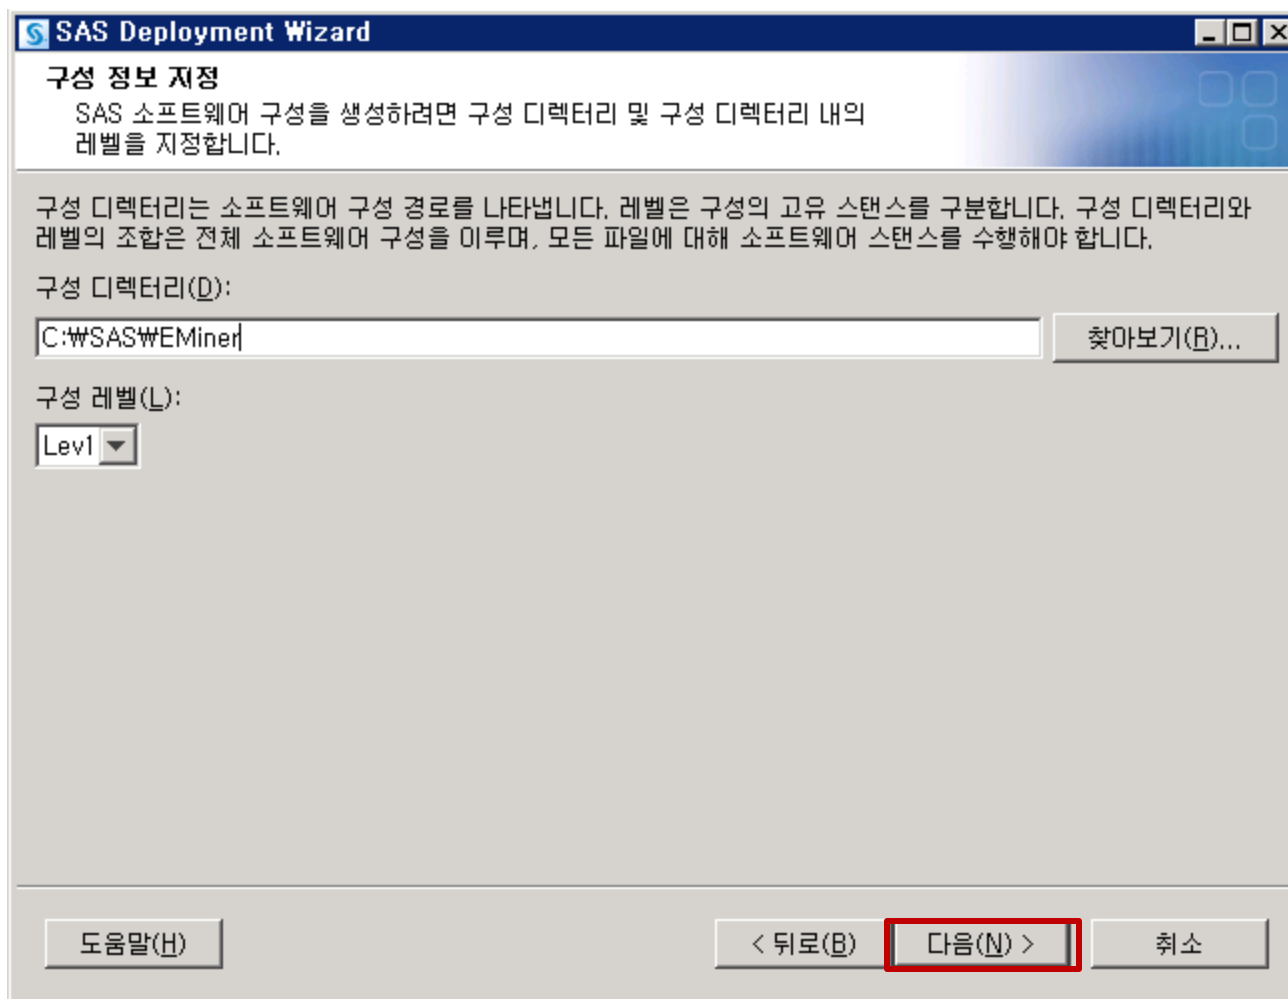 SAS Deployment Wizard
구성 정보 지정
SAS 소프트웨어 구성을 생성하려면 구성 디렉터리 및 구성 디렉터리 내의
레벨을 지정합니다.
구성 디렉터리는 소프트웨어 구성 경로를 나타냅니다. 레벨은 구성의 고유 스탠스를 구분합니다. 구성 디렉터리와
레벨의 조합은 전체 소프트웨어 구성을 이루며, 모든 파일에 대해 소프트웨어 스탠스를 수행해야 합니다.
구성 디렉터리(D):
C:₩SAS₩EMiner
찾아보기(R)...
구성 레벨(L):
Lev1
도움말(H)
< 뒤로(B)
다음(N) >
취소